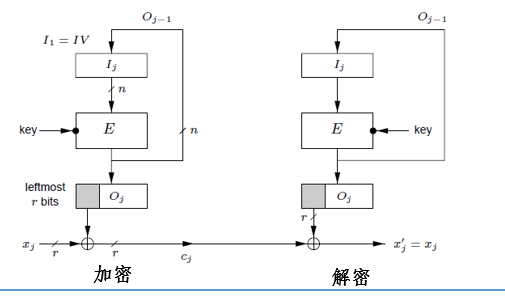 O_{j−1}
O_{j−1}
I_1 = IV
I_j
I_j
n
key
E
n
E
key
leftmost
r bits
O_j
O_j
r
x_j
r
r
c_j
x'_j = x_j
加密
解密